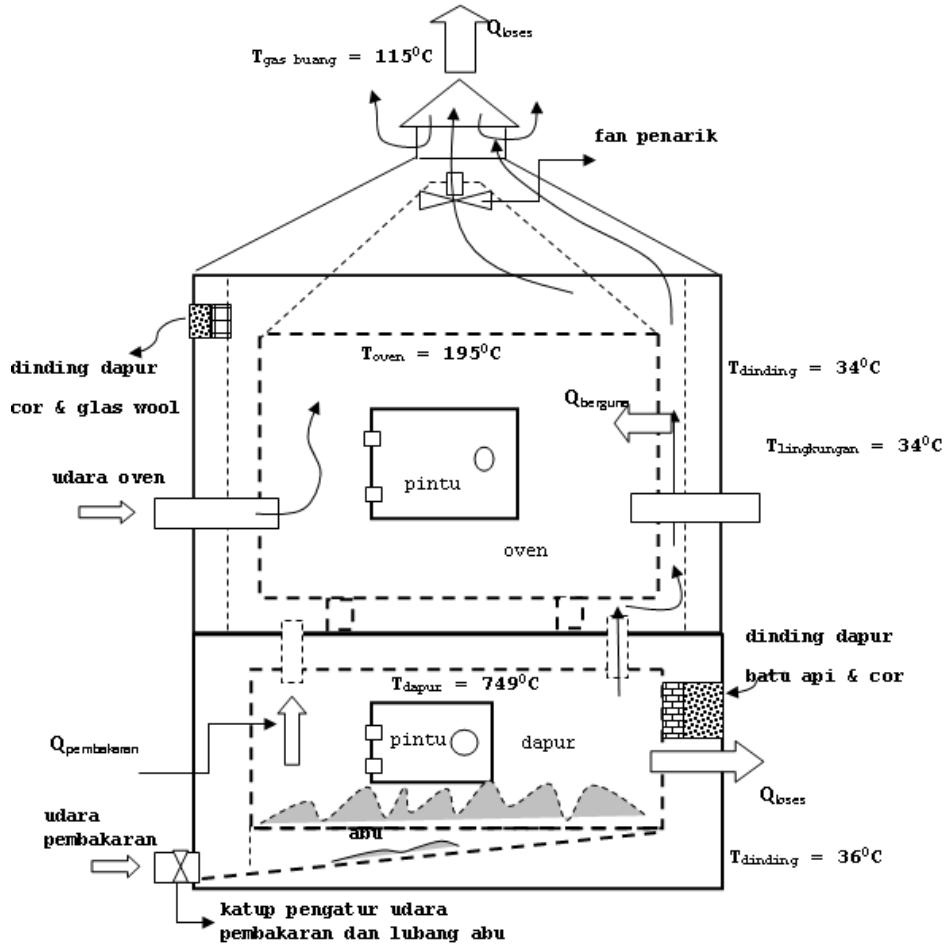 Qloses
Tgas buang = 115⁰C
fan penarik
dinding dapur
cor & glas wool
Toven = 195⁰C
Tdinding = 34⁰C
Qberguna
Tlingkungan = 34⁰C
udara oven
pintu
oven
dinding dapur
batu api & cor
Tdapur = 749⁰C
Qpembakaran
pintu
dapur
Qloses
udara
pembakaran
abu
Tdinding = 36⁰C
katup pengatur udara
pembakaran dan lubang abu